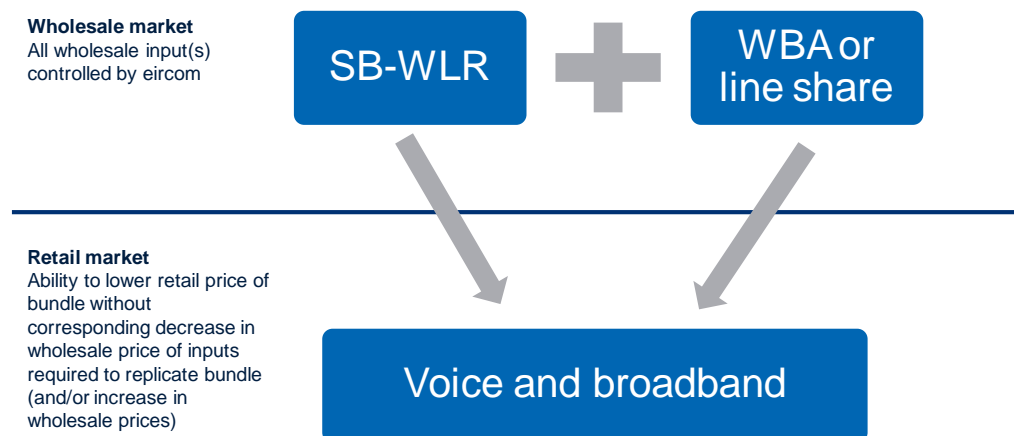 Wholesale market
All wholesale input(s)
controlled by eircom
SB-WLR
WBA or
line share
Retail market
Ability to lower retail price of
bundle without
corresponding decrease in
wholesale price of inputs
required to replicate bundle
(and/or increase in
wholesale prices)
Voice and broadband